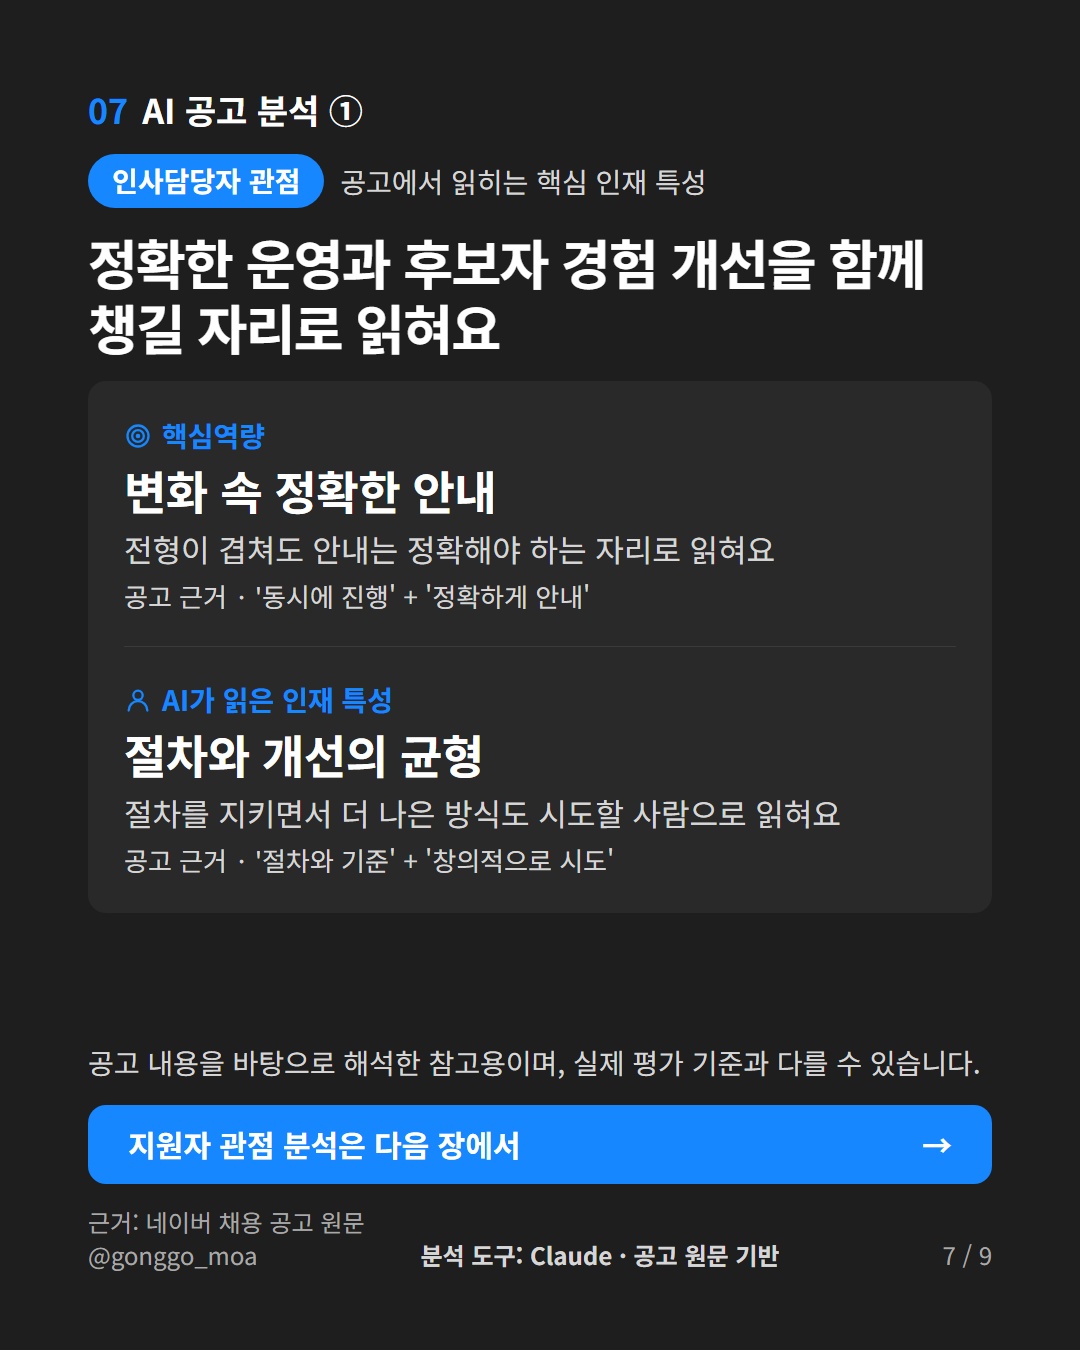 07 AI 공고 분석 ①
인사담당자 관점 공고에서 읽히는 핵심 인재 특성
정확한 운영과 후보자 경험 개선을 함께
챙길 자리로 읽혀요
핵심역량
변화 속 정확한 안내
전형이 겹쳐도 안내는 정확해야 하는 자리로 읽혀요
공고 근거 · '동시에 진행' + '정확하게 안내'
AI가 읽은 인재 특성
절차와 개선의 균형
절차를 지키면서 더 나은 방식도 시도할 사람으로 읽혀요
공고 근거 · '절차와 기준' + '창의적으로 시도'
공고 내용을 바탕으로 해석한 참고용이며, 실제 평가 기준과 다를 수 있습니다.
지원자 관점 분석은 다음 장에서 →
근거: 네이버 채용 공고 원문
@gonggo_moa 분석 도구: Claude · 공고 원문 기반 7 / 9